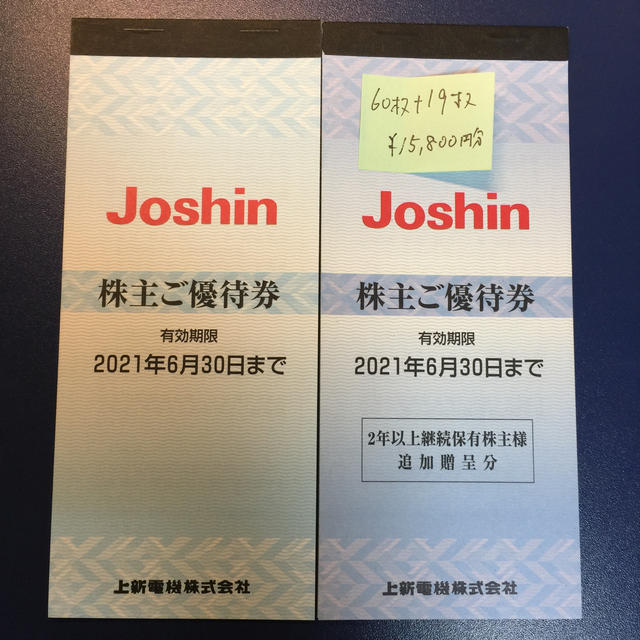 Joshin
株主ご優待券
有効期限
2021年6月30日まで
上新電機株式会社
60枚+19枚
¥15,800円分
Joshin
株主ご優待券
有効期限
2021年6月30日まで
2年以上継続保有株主様
追加贈呈分
上新電機株式会社